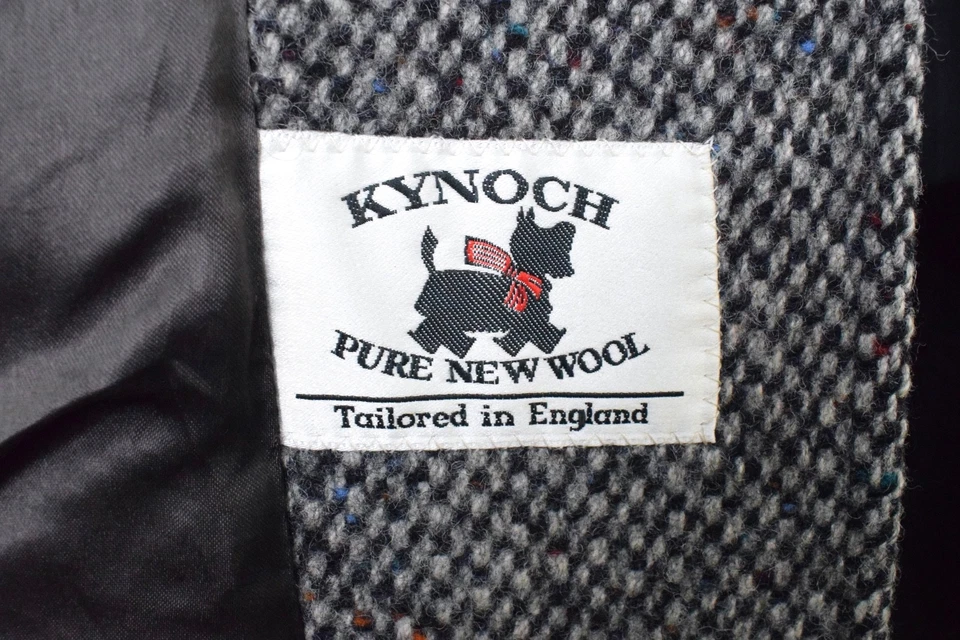 KYNOCH
PURE NEW WOOL
Tailored in England